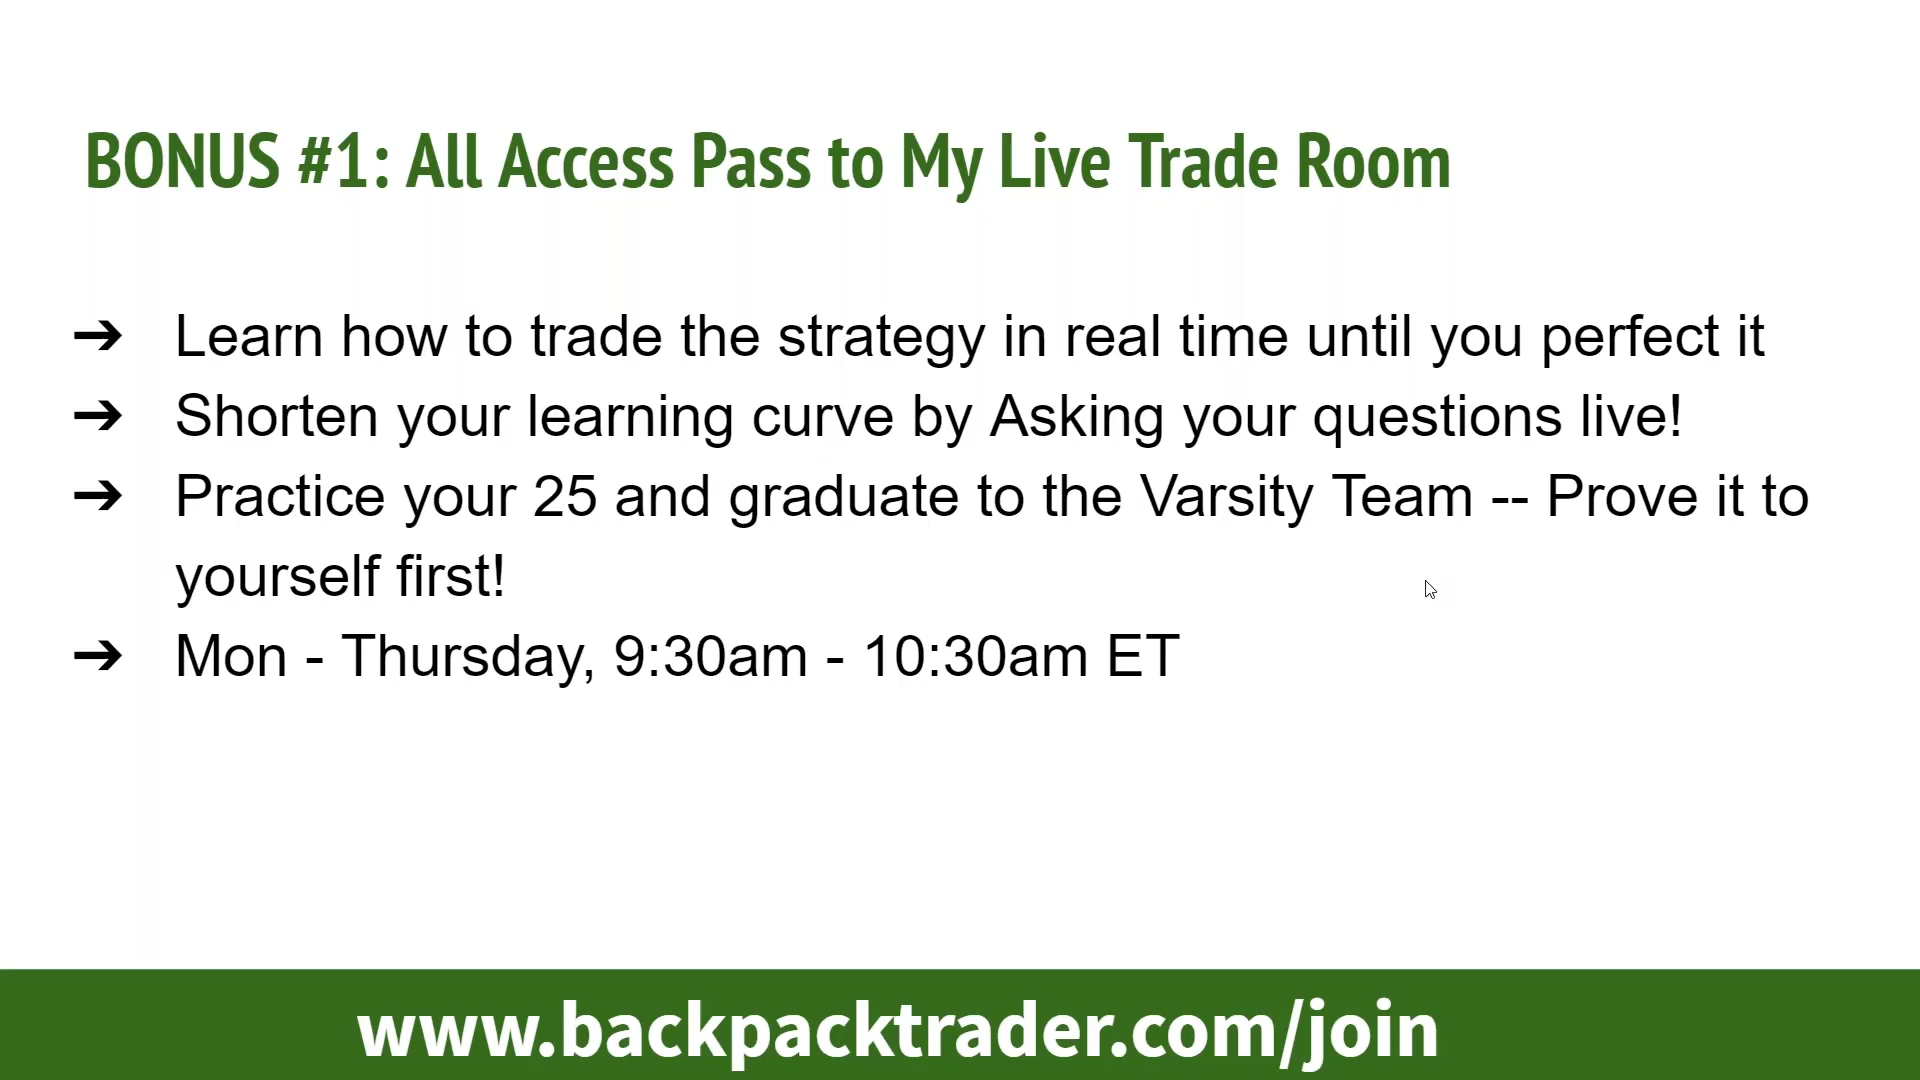 BONUS #1: All Access Pass to My Live Trade Room
➔ Learn how to trade the strategy in real time until you perfect it
➔ Shorten your learning curve by Asking your questions live!
➔ Practice your 25 and graduate to the Varsity Team -- Prove it to
yourself first!
➔ Mon - Thursday, 9:30am - 10:30am ET
www.backpacktrader.com/join